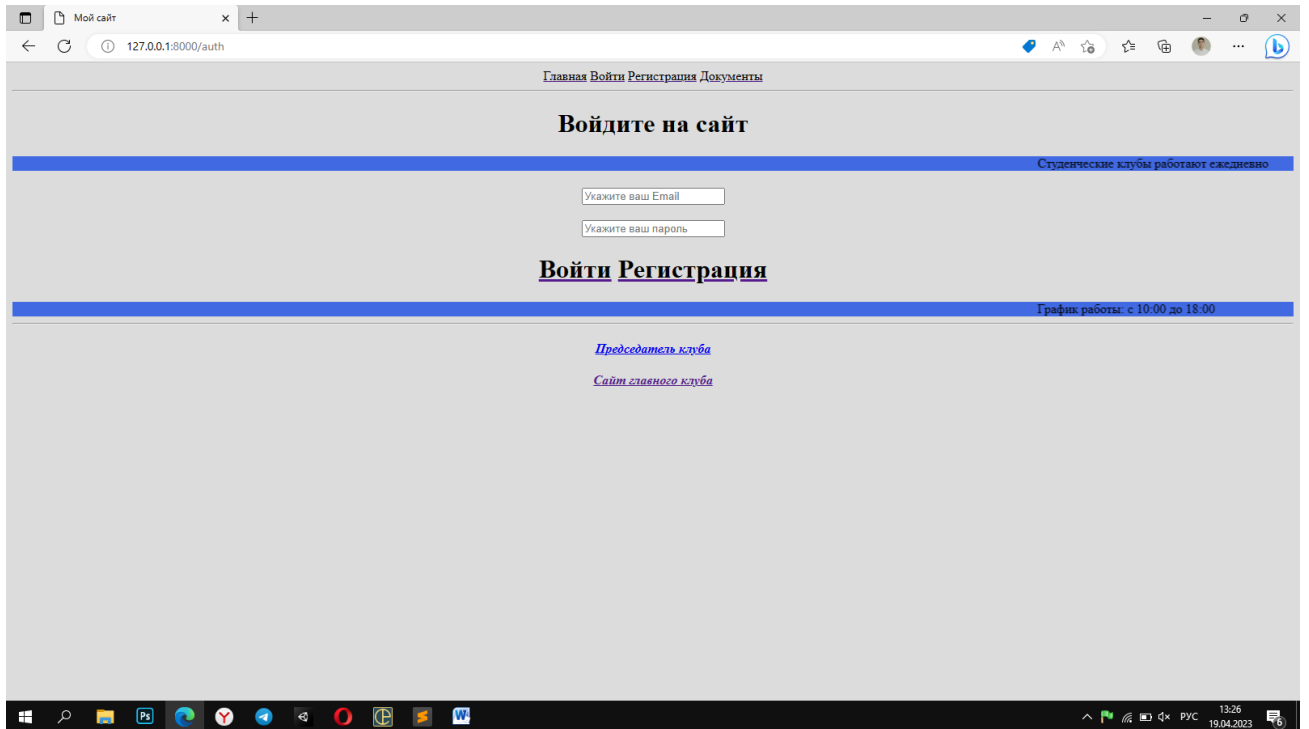 Мой сайт
127.0.0.1:8000/auth
Главная Войти Регистрация Документы
Войдите на сайт
Студенческие клубы работают ежедневно
Укажите ваш Email
Укажите ваш пароль
Войти Регистрация
График работы: с 10:00 до 18:00
Председатель клуба
Сайт главного клуба
РУС
13:26
19.04.2023